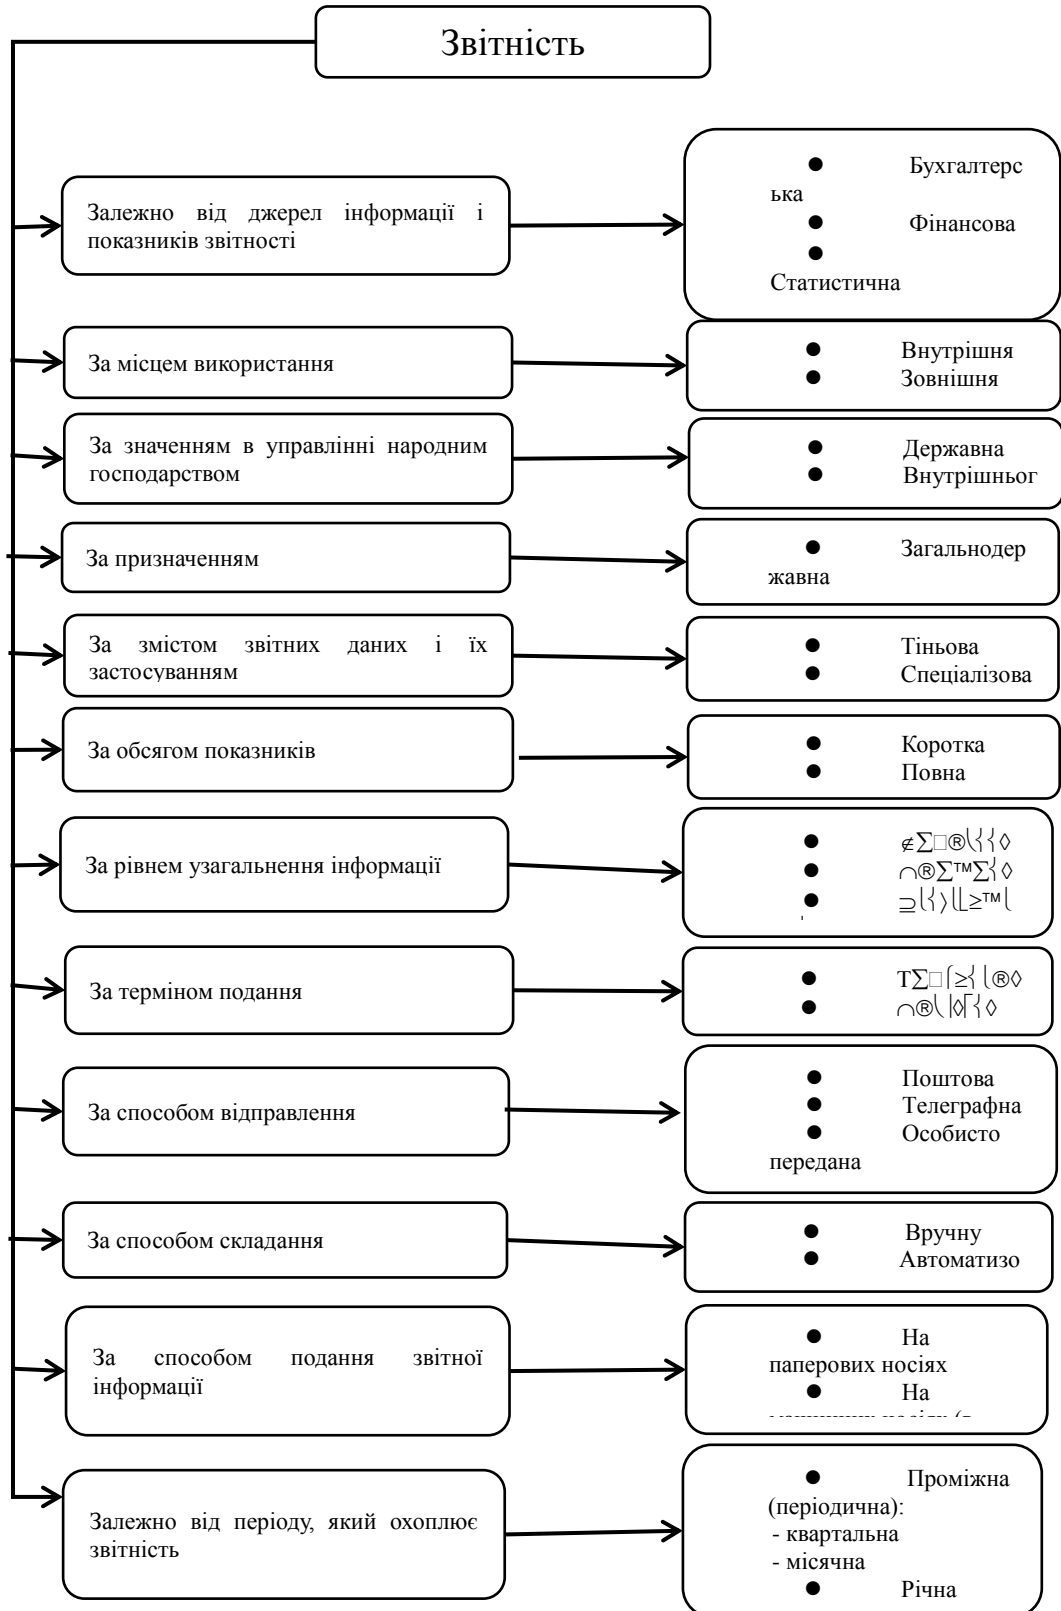 Звітність
Залежно від джерел інформації і
показників звітності
● Бухгалтерс
ька
● Фінансова
●
Статистична
За місцем використання
● Внутрішня
● Зовнішня
За значенням в управлінні народним
господарством
● Державна
● Внутрішньог
За призначенням
● Загальнодер
жавна
За змістом звітних даних і їх
застосуванням
● Тіньова
● Спеціалізова
За обсягом показників
● Коротка
● Повна
За рівнем узагальнення інформації
За терміном подання
За способом відправлення
● Поштова
● Телеграфна
● Особисто
передана
За способом складання
● Вручну
● Автоматизо
За способом подання звітної
інформації
● На
паперових носіях
● На
Залежно від періоду, який охоплює
звітність
● Проміжна
(періодична):
- квартальна
- місячна
● Річна